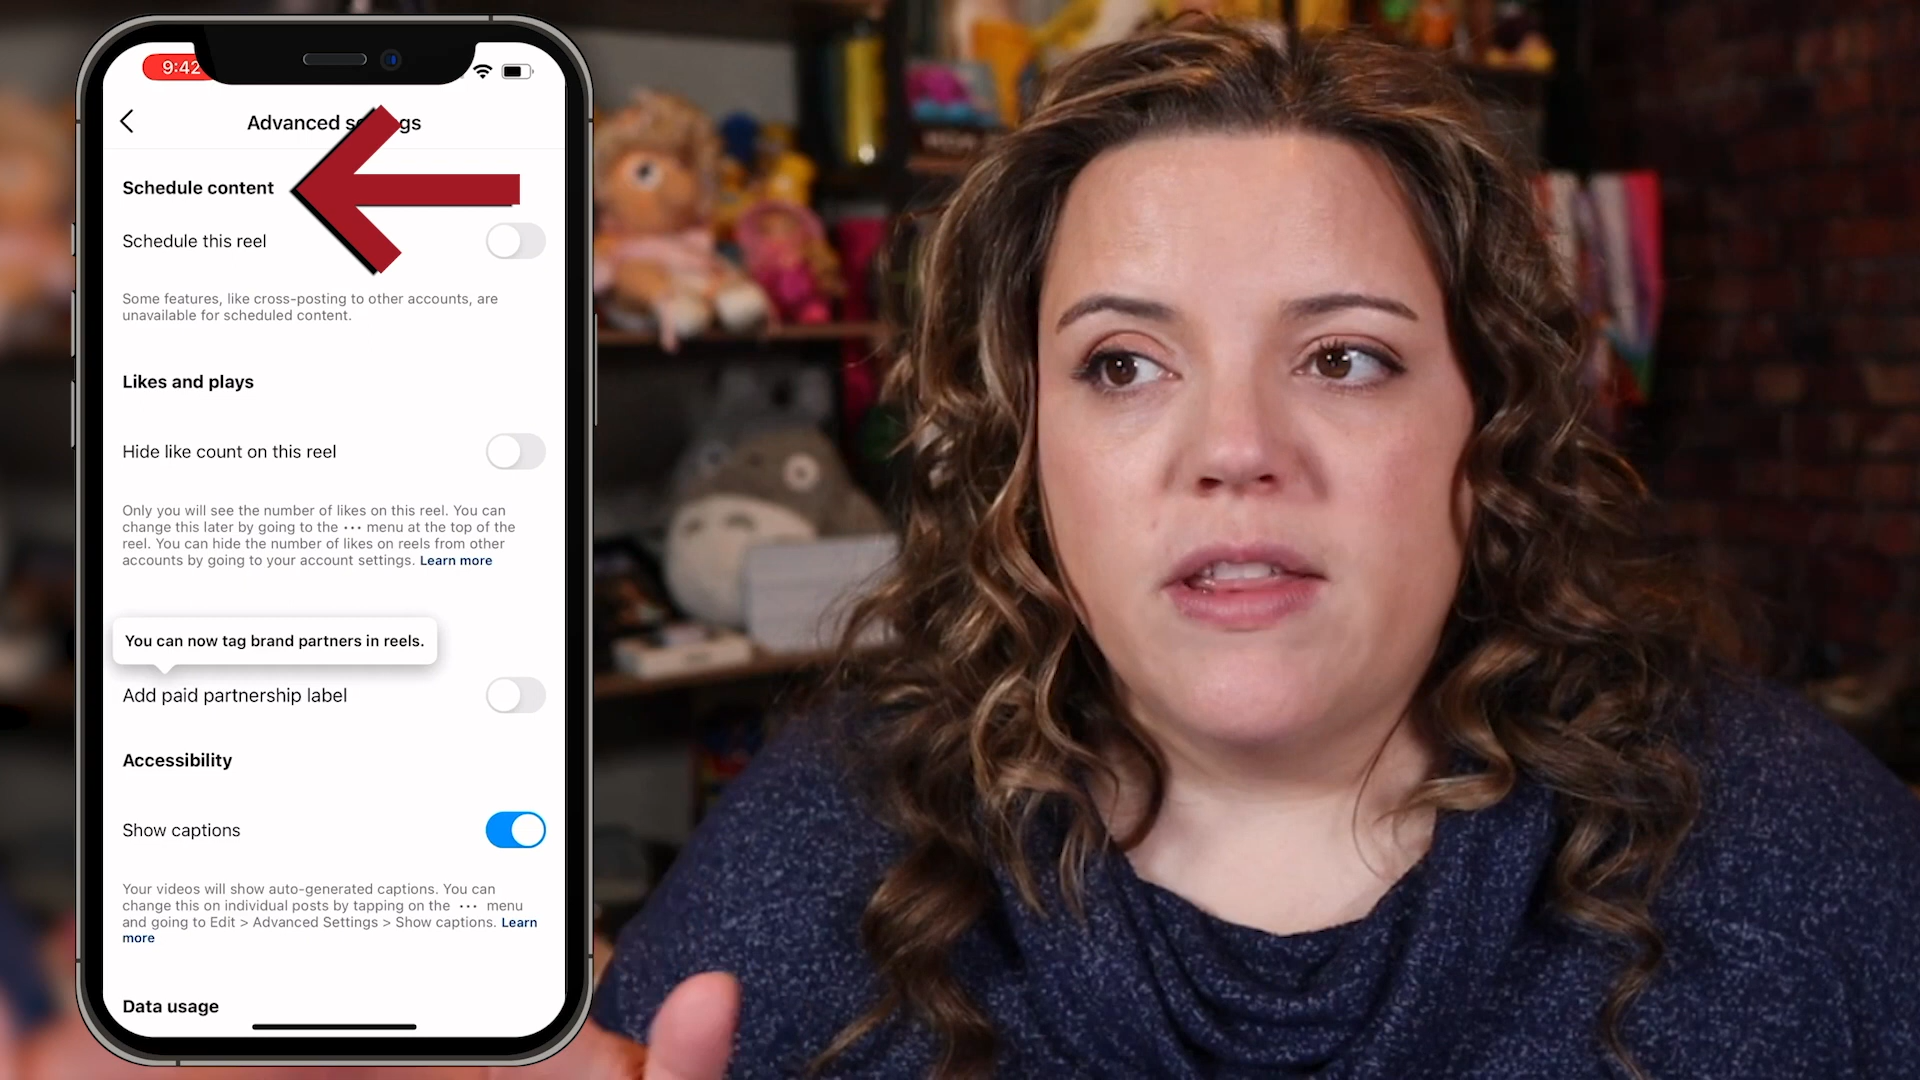 9:42
Advanced s gs
Schedule content
Schedule this reel
Some features, like cross-posting to other accounts, are
unavailable for scheduled content.
Likes and plays
Hide like count on this reel
Only you will see the number of likes on this reel. You can
change this later by going to the ··· menu at the top of the
reel. You can hide the number of likes on reels from other
accounts by going to your account settings. Learn more
You can now tag brand partners in reels.
Add paid partnership label
Accessibility
Show captions
Your videos will show auto-generated captions. You can
change this on individual posts by tapping on the ··· menu
and going to Edit > Advanced Settings > Show captions. Learn
more
Data usage